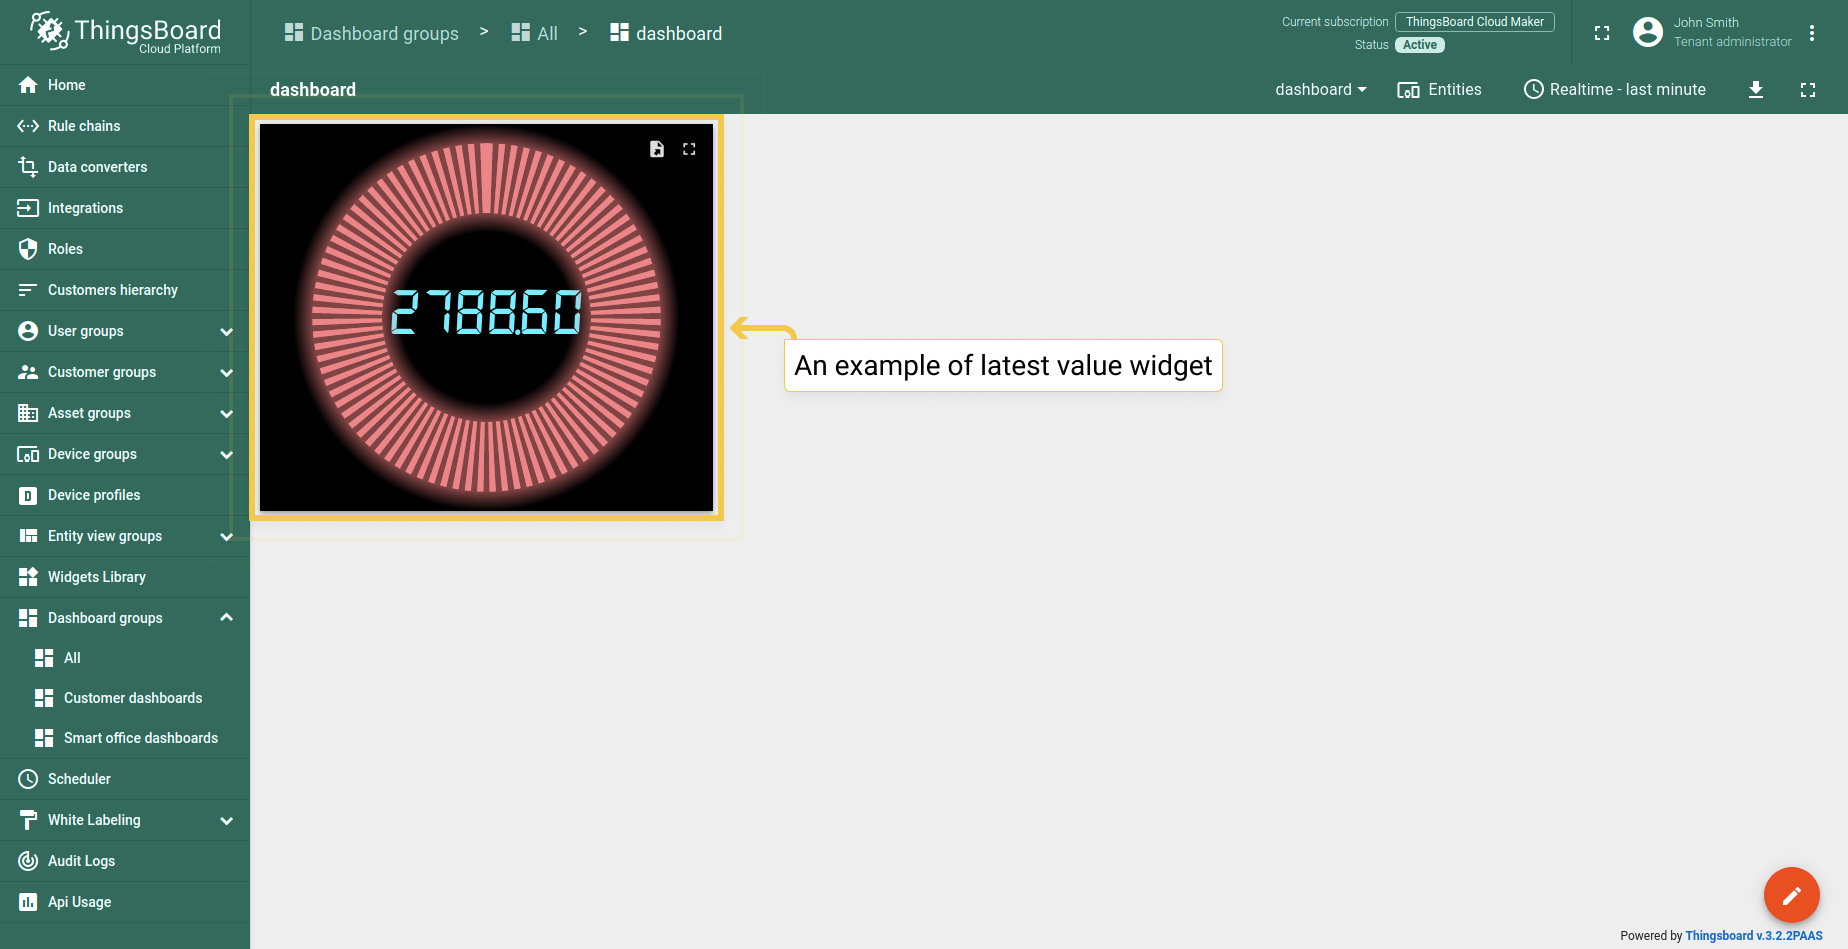 ThingsBoard
Cloud Platform
Dashboard groups > All > dashboard
Current subscription ThingsBoard Cloud Maker
Status Active
John Smith
Tenant administrator
dashboard
dashboard Entities Realtime - last minute
Home
Rule chains
Data converters
Integrations
Roles
Customers hierarchy
User groups
Customer groups
Asset groups
Device groups
Device profiles
Entity view groups
Widgets Library
Dashboard groups
All
Customer dashboards
Smart office dashboards
Scheduler
White Labeling
Audit Logs
Api Usage
2788.60
An example of latest value widget
Powered by Thingsboard v.3.2.2PAAS